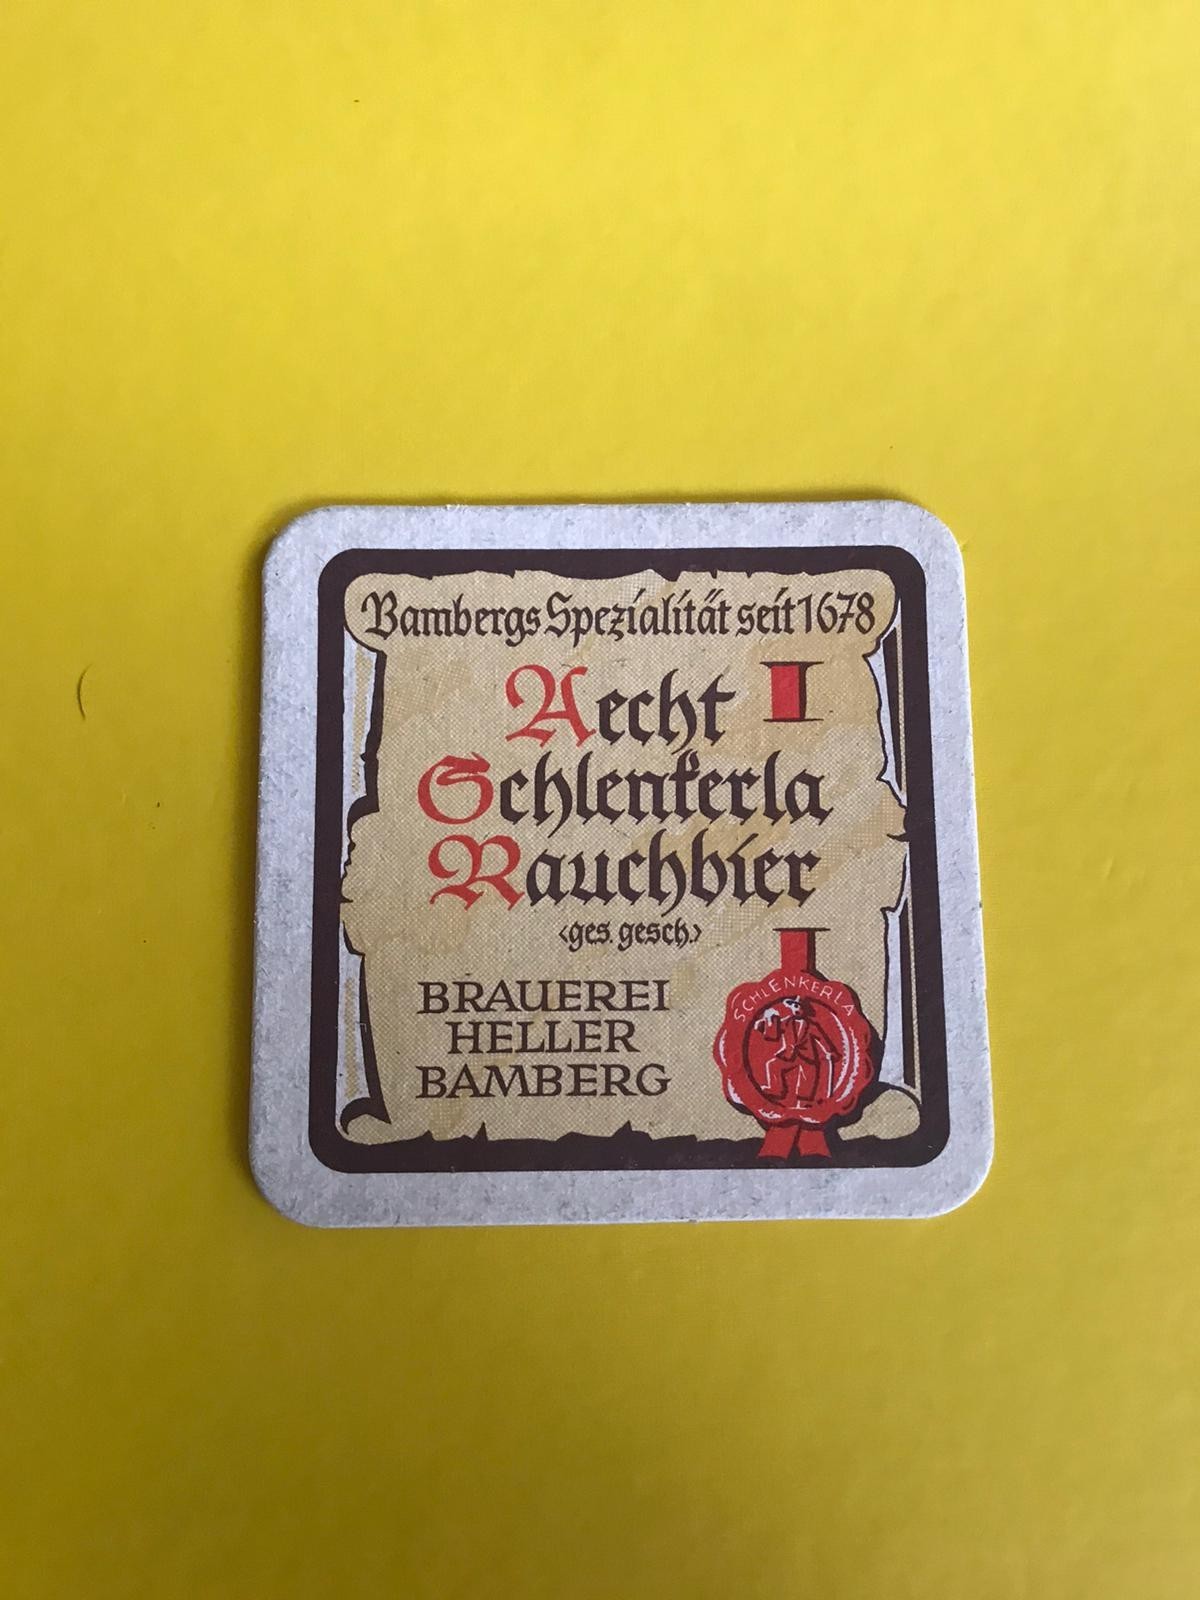 Bambergs Spezialität seit 1678
Aecht
Schlenkerla
Rauchbier
<ges. gesch.>
BRAUEREI
HELLER
BAMBERG
SCHLENKERLA